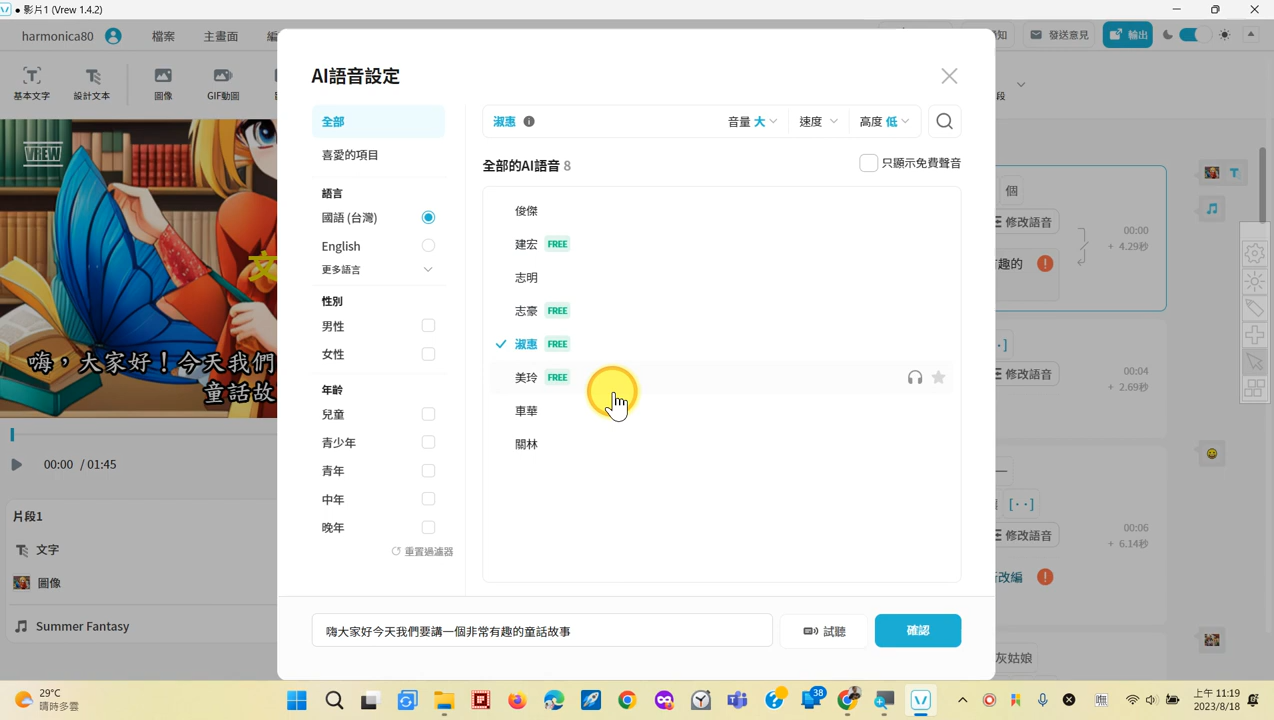 影片1 (Vrew 1.4.2)
harmonica80
檔案
主畫面
發送意見
輸出
基本文字
設計文本
圖像
GIF動圖
段
VREW
嗨，大家好！今天我們
童話故
00:00 / 01:45
片段1
文字
圖像
Summer Fantasy
AI語音設定
全部
喜愛的項目
語言
國語 (台灣)
English
更多語言
性別
男性
女性
年齡
兒童
青少年
青年
中年
晚年
重置過濾器
淑惠
音量 大
速度
高度 低
全部的AI語音 8
只顯示免費聲音
俊傑
建宏 FREE
志明
志豪 FREE
淑惠 FREE
美玲 FREE
車華
關林
嗨大家好今天我們要講一個非常有趣的童話故事
試聽
確認
個
修改語音
00:00
+ 4.29秒
趣的
修改語音
00:04
+ 2.69秒
[··]
修改語音
00:06
+ 6.14秒
改編
灰姑娘
29°C
晴時多雲
38
上午 11:19
2023/8/18